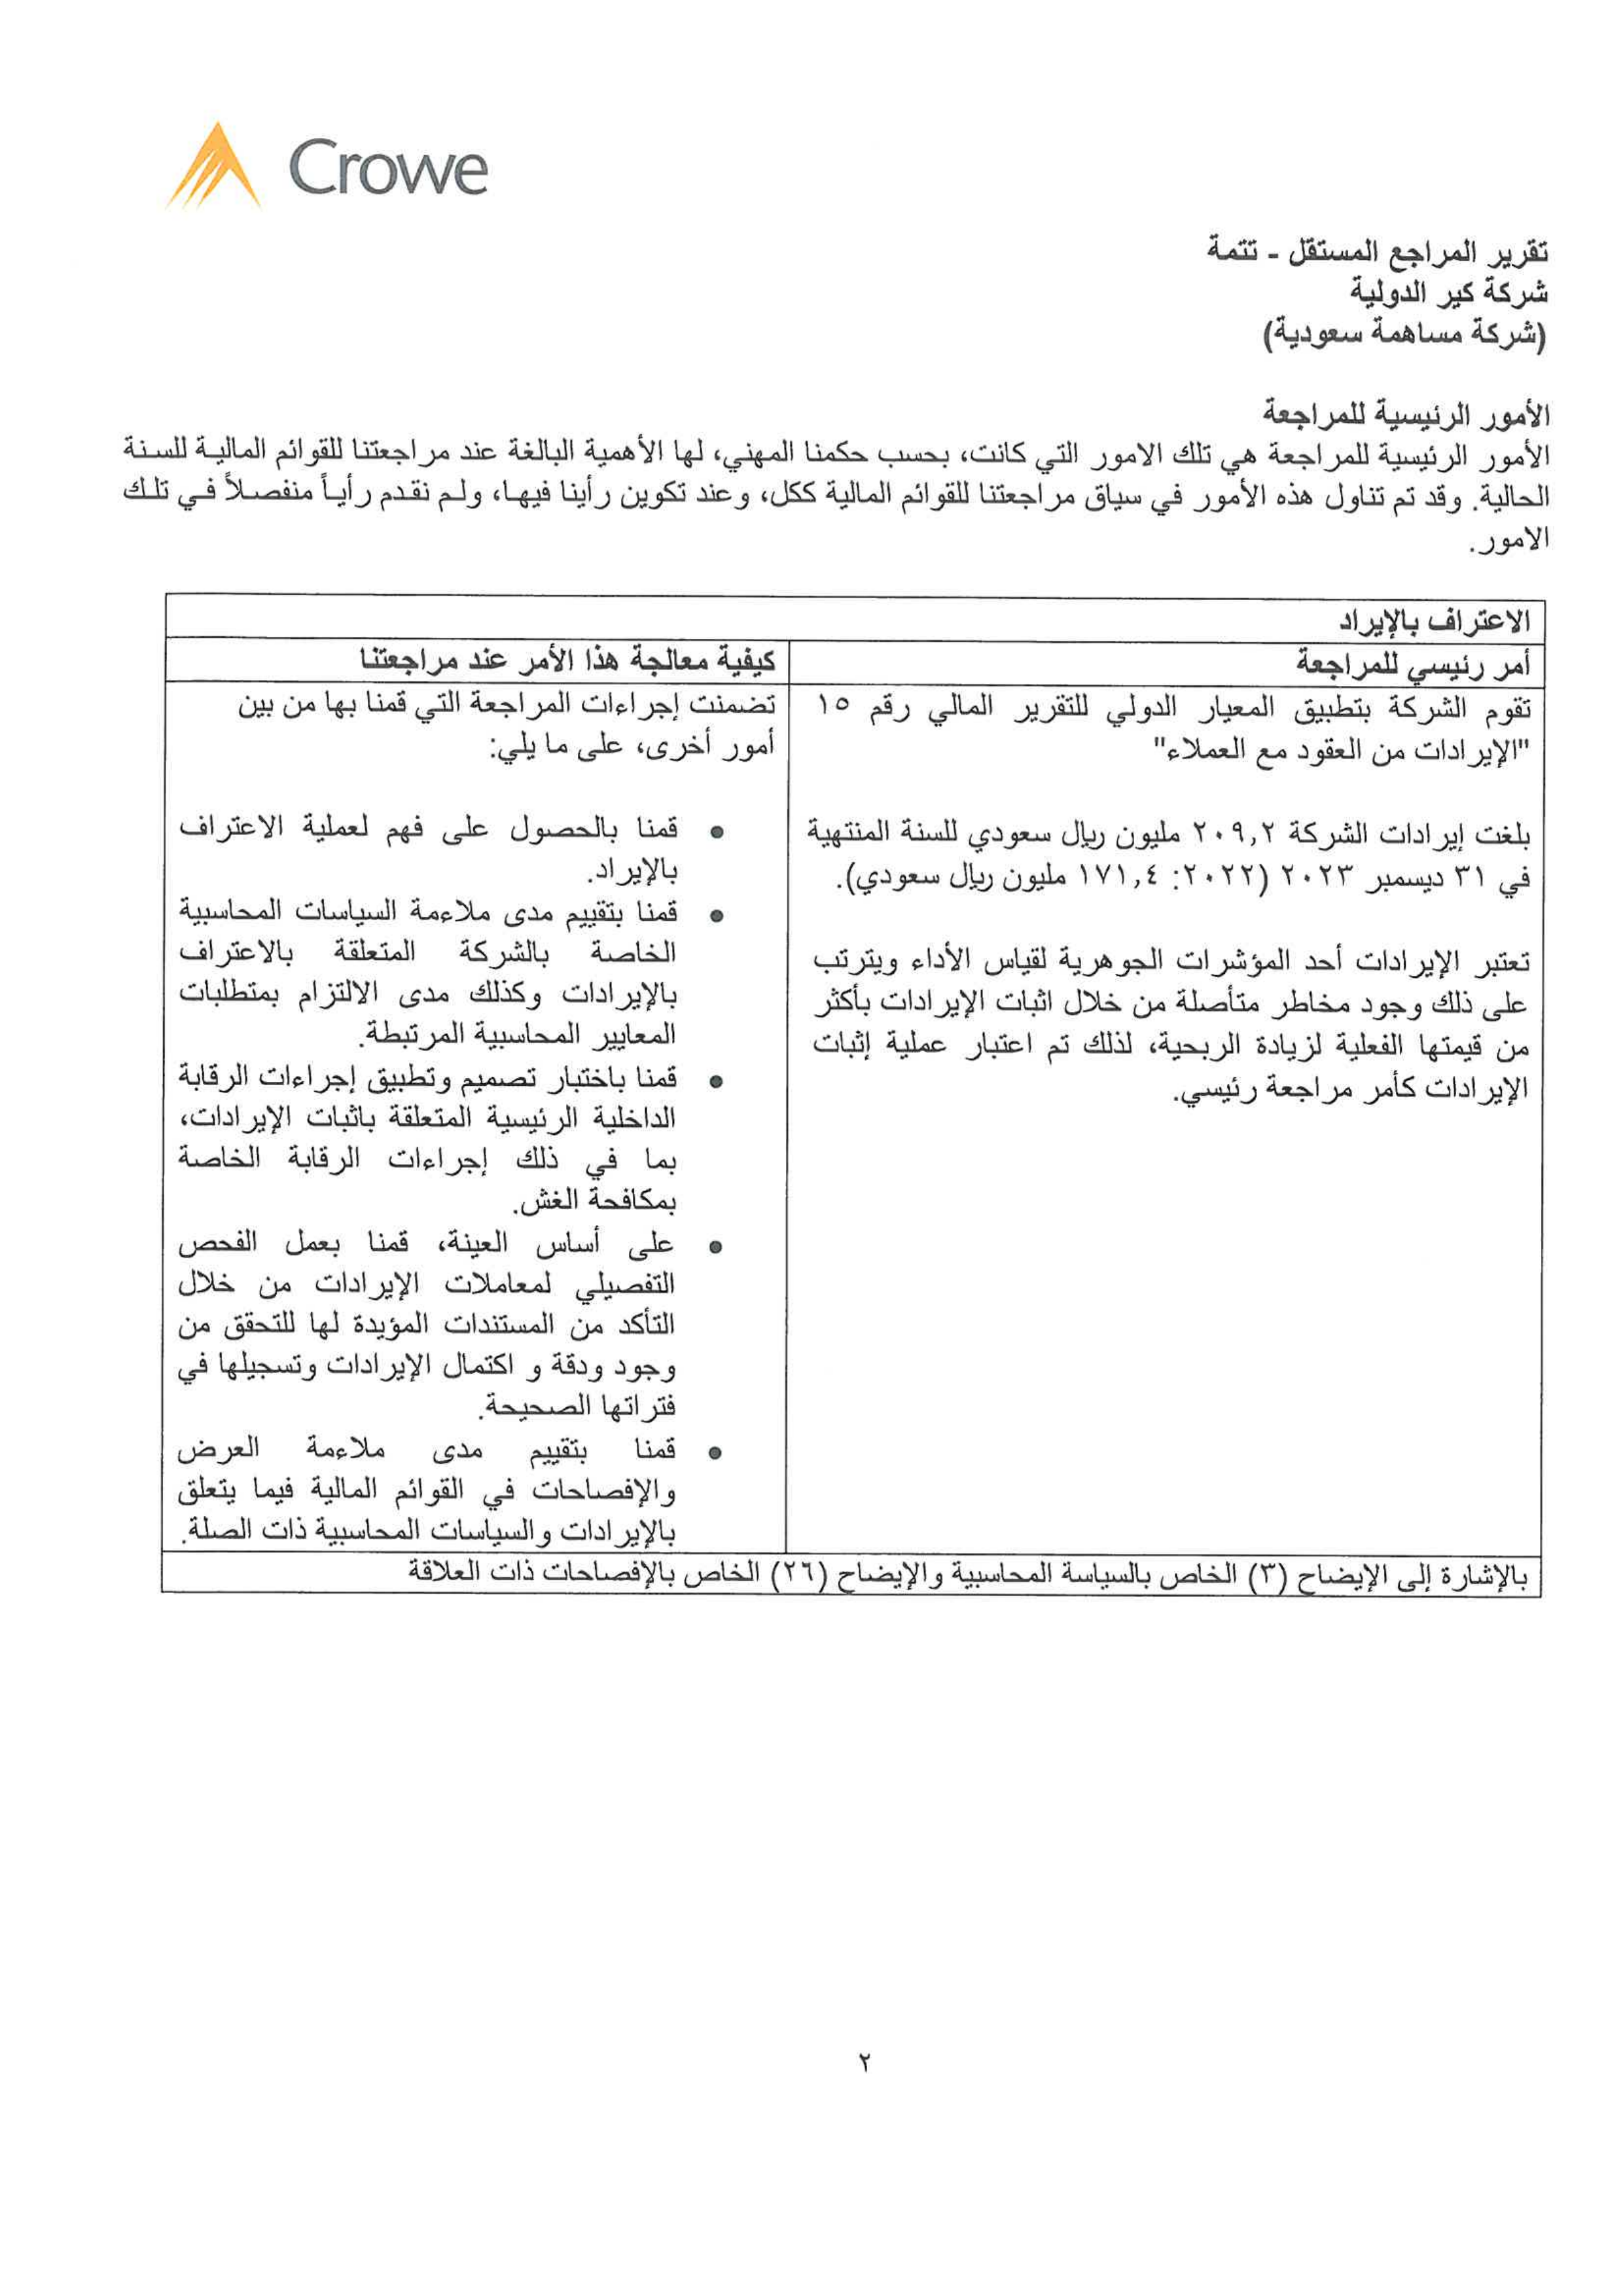 Crowe
تقرير المراجع المستقل - تتمة
شركة كير الدولية
(شركة مساهمة سعودية)
الأمور الرئيسية للمراجعة
الأمور الرئيسية للمراجعة هي تلك الامور التي كانت، بحسب حكمنا المهني، لها الأهمية البالغة عند مراجعتنا للقوائم المالية للسنة
الحالية. وقد تم تناول هذه الأمور في سياق مراجعتنا للقوائم المالية ككل، وعند تكوين رأينا فيها، ولم نقدم رأياً منفصلاً في تلك
الامور.
الاعتراف بالإيراد
أمر رئيسي للمراجعة
تقوم الشركة بتطبيق المعيار الدولي للتقرير المالي رقم ١٥
"الإيرادات من العقود مع العملاء"
بلغت إيرادات الشركة ٢٠٩,٢ مليون ريال سعودي للسنة المنتهية
في ٣١ ديسمبر ٢٠٢٣ (٢٠٢٢: ١٧١,٤ مليون ريال سعودي).
تعتبر الإيرادات أحد المؤشرات الجوهرية لقياس الأداء ويترتب
على ذلك وجود مخاطر متأصلة من خلال اثبات الإيرادات بأكثر
من قيمتها الفعلية لزيادة الربحية، لذلك تم اعتبار عملية إثبات
الإيرادات كأمر مراجعة رئيسي.
كيفية معالجة هذا الأمر عند مراجعتنا
تضمنت إجراءات المراجعة التي قمنا بها من بين
أمور أخرى، على ما يلي:
• قمنا بالحصول على فهم لعملية الاعتراف
بالإيراد.
• قمنا بتقييم مدى ملاءمة السياسات المحاسبية
الخاصة بالشركة المتعلقة بالاعتراف
بالإيرادات وكذلك مدى الالتزام بمتطلبات
المعايير المحاسبية المرتبطة.
• قمنا باختبار تصميم وتطبيق إجراءات الرقابة
الداخلية الرئيسية المتعلقة باثبات الإيرادات،
بما في ذلك إجراءات الرقابة الخاصة
بمكافحة الغش.
• على أساس العينة، قمنا بعمل الفحص
التفصيلي لمعاملات الإيرادات من خلال
التأكد من المستندات المؤيدة لها للتحقق من
وجود ودقة و اكتمال الإيرادات وتسجيلها في
فتراتها الصحيحة.
• قمنا بتقييم مدى ملاءمة العرض
والإفصاحات في القوائم المالية فيما يتعلق
بالإيرادات والسياسات المحاسبية ذات الصلة.
بالإشارة إلى الإيضاح (٣) الخاص بالسياسة المحاسبية والإيضاح (٢٦) الخاص بالإفصاحات ذات العلاقة
٢